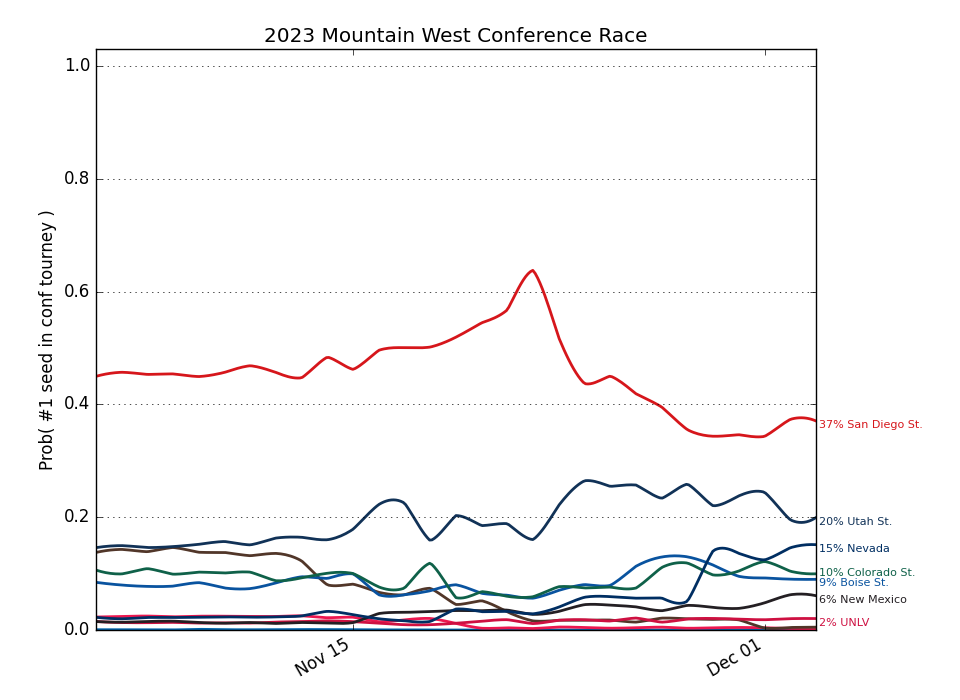 2023 Mountain West Conference Race
Prob( #1 seed in conf tourney )
1.0
0.8
0.6
0.4
0.2
0.0
Nov 15
Dec 01
37% San Diego St.
20% Utah St.
15% Nevada
10% Colorado St.
9% Boise St.
6% New Mexico
2% UNLV